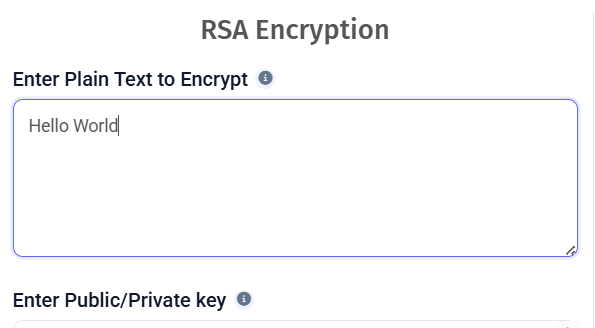 RSA Encryption
Enter Plain Text to Encrypt
Hello World
Enter Public/Private key